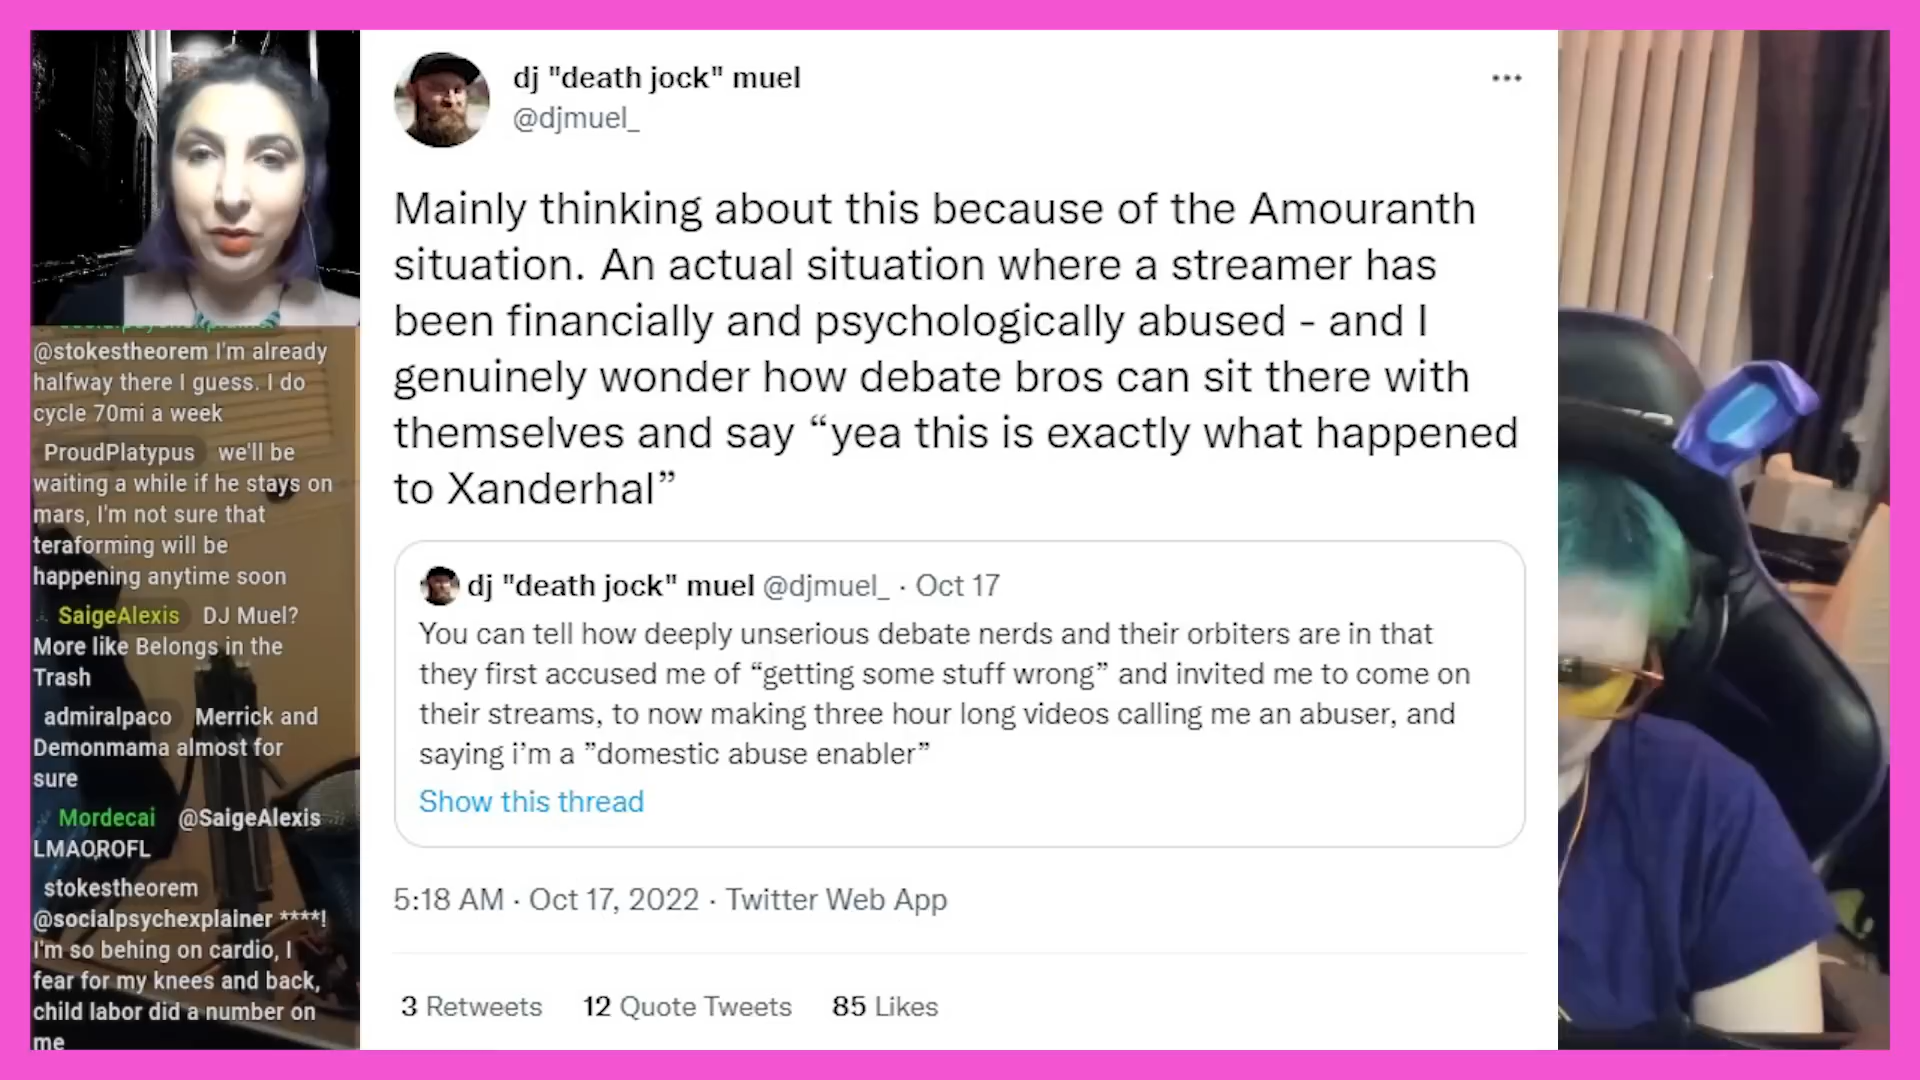 @stokestheorem I'm already
halfway there I guess. I do
cycle 70mi a week
ProudPlatypus we'll be
waiting a while if he stays on
mars, I'm not sure that
teraforming will be
happening anytime soon
SaigeAlexis DJ Muel?
More like Belongs in the
Trash
admiralpaco Merrick and
Demonmama almost for
sure
Mordecai @SaigeAlexis
LMAOROFL
stokestheorem
@socialpsychexplainer ****!
I'm so behing on cardio, I
fear for my knees and back,
child labor did a number on
me
dj "death jock" muel
@djmuel_
Mainly thinking about this because of the Amouranth
situation. An actual situation where a streamer has
been financially and psychologically abused - and I
genuinely wonder how debate bros can sit there with
themselves and say “yea this is exactly what happened
to Xanderhal”
dj "death jock" muel @djmuel_ · Oct 17
You can tell how deeply unserious debate nerds and their orbiters are in that
they first accused me of “getting some stuff wrong” and invited me to come on
their streams, to now making three hour long videos calling me an abuser, and
saying i’m a ”domestic abuse enabler”
Show this thread
5:18 AM · Oct 17, 2022 · Twitter Web App
3 Retweets 12 Quote Tweets 85 Likes